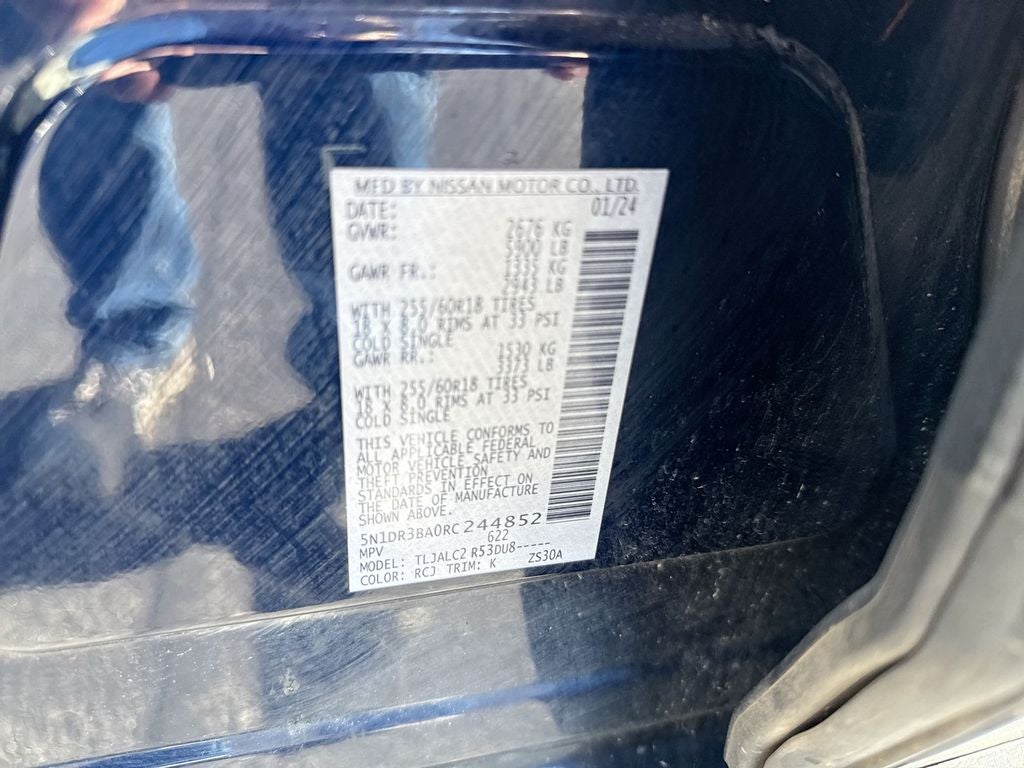 MFD BY NISSAN MOTOR CO., LTD.
DATE: 01/24
GVWR: 2676 KG
5900 LB
GAWR FR.: 1335 KG
2943 LB
WITH 255/60R18 TIRES
18 X 8.0 RIMS AT 33 PSI
COLD SINGLE
GAWR RR.: 1530 KG
3373 LB
WITH 255/60R18 TIRES
18 X 8.0 RIMS AT 33 PSI
COLD SINGLE
THIS VEHICLE CONFORMS TO
ALL APPLICABLE FEDERAL
MOTOR VEHICLE SAFETY AND
THEFT PREVENTION
STANDARDS IN EFFECT ON
THE DATE OF MANUFACTURE
SHOWN ABOVE.
5N1DR3BA0RC244852
MPV 622
MODEL: TLJALC2 R53DU8-----
COLOR: RCJ TRIM: K ZS30A